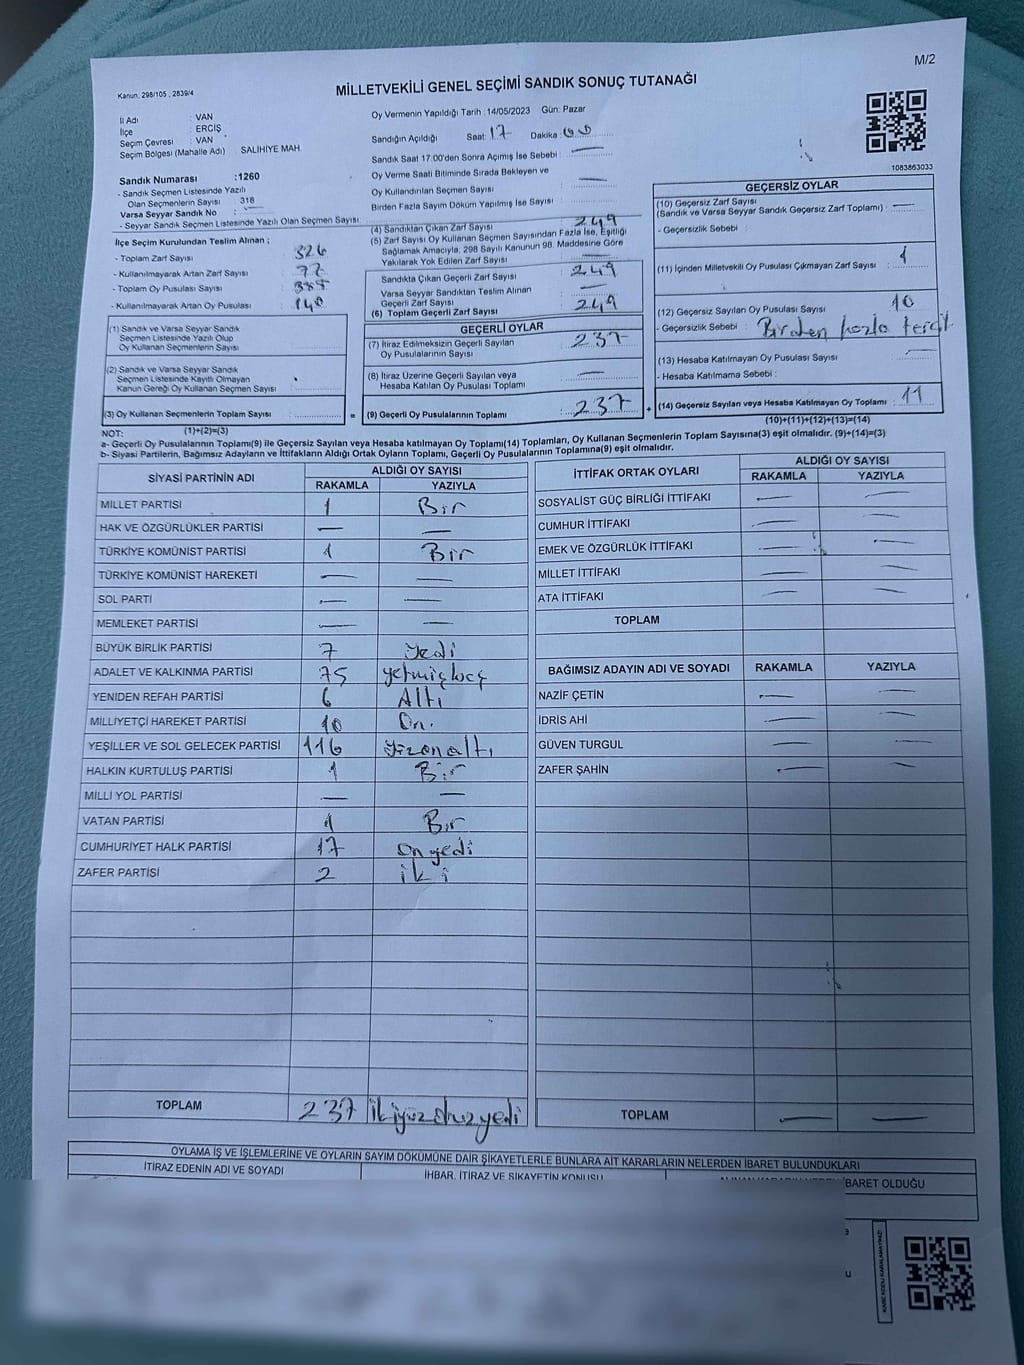 M/2
MİLLETVEKİLİ GENEL SEÇİMİ SANDIK SONUÇ TUTANAĞI
Kanun. 298/105 , 2839/4
İl Adı : VAN
İlçe : ERCİŞ
Seçim Çevresi : VAN
Seçim Bölgesi (Mahalle Adı) SALİHİYE MAH.
Oy Vermenin Yapıldığı Tarih : 14/05/2023 Gün: Pazar
Sandığın Açıldığı Saat: 17 Dakika : 00
Sandık Saat 17:00'den Sonra Açılmış İse Sebebi : —
Oy Verme Saati Bitiminde Sırada Bekleyen ve
Oy Kullandırılan Seçmen Sayısı : —
Birden Fazla Sayım Döküm Yapılmış İse Sayısı :
1083863033
Sandık Numarası :1260
- Sandık Seçmen Listesinde Yazılı
Olan Seçmenlerin Sayısı : 318
Varsa Seyyar Sandık No : —
- Seyyar Sandık Seçmen Listesinde Yazılı Olan Seçmen Sayısı :
İlçe Seçim Kurulundan Teslim Alınan ;
- Toplam Zarf Sayısı : 326
- Kullanılmayarak Artan Zarf Sayısı : 77
- Toplam Oy Pusulası Sayısı :
- Kullanılmayarak Artan Oy Pusulası : 140
(1) Sandık ve Varsa Seyyar Sandık
Seçmen Listesinde Yazılı Olup
Oy Kullanan Seçmenlerin Sayısı
(2) Sandık ve Varsa Seyyar Sandık
Seçmen Listesinde Kayıtlı Olmayan
Kanun Gereği Oy Kullanan Seçmen Sayısı :
(3) Oy Kullanan Seçmenlerin Toplam Sayısı :
(1)+(2)=(3)
(4) Sandıktan Çıkan Zarf Sayısı : 249
(5) Zarf Sayısı Oy Kullanan Seçmen Sayısından Fazla İse, Eşitliği
Sağlamak Amacıyla; 298 Sayılı Kanunun 98. Maddesine Göre
Yakılarak Yok Edilen Zarf Sayısı : —
Sandıkta Çıkan Geçerli Zarf Sayısı : 249
Varsa Seyyar Sandıktan Teslim Alınan
Geçerli Zarf Sayısı : —
(6) Toplam Geçerli Zarf Sayısı : 249
GEÇERLİ OYLAR
(7) İtiraz Edilmeksizin Geçerli Sayılan
Oy Pusulalarının Sayısı : 237
(8) İtiraz Üzerine Geçerli Sayılan veya
Hesaba Katılan Oy Pusulası Toplamı : —
= (9) Geçerli Oy Pusulalarının Toplamı : 237 +
GEÇERSİZ OYLAR
(10) Geçersiz Zarf Sayısı
(Sandık ve Varsa Seyyar Sandık Geçersiz Zarf Toplamı) : —
- Geçersizlik Sebebi :
(11) İçinden Milletvekili Oy Pusulası Çıkmayan Zarf Sayısı : 1
(12) Geçersiz Sayılan Oy Pusulası Sayısı : 10
- Geçersizlik Sebebi : Birden fazla tercit
(13) Hesaba Katılmayan Oy Pusulası Sayısı : —
- Hesaba Katılmama Sebebi :
(14) Geçersiz Sayılan veya Hesaba Katılmayan Oy Toplamı : 11
(10)+(11)+(12)+(13)=(14)
NOT:
a- Geçerli Oy Pusulalarının Toplamı(9) ile Geçersiz Sayılan veya Hesaba katılmayan Oy Toplamı(14) Toplamları, Oy Kullanan Seçmenlerin Toplam Sayısına(3) eşit olmalıdır. (9)+(14)=(3)
b- Siyasi Partilerin, Bağımsız Adayların ve İttifakların Aldığı Ortak Oyların Toplamı, Geçerli Oy Pusulalarının Toplamına(9) eşit olmalıdır.
SİYASİ PARTİNİN ADI ALDIĞI OY SAYISI
RAKAMLA YAZIYLA
MİLLET PARTİSİ 1 Bir
HAK VE ÖZGÜRLÜKLER PARTİSİ — —
TÜRKİYE KOMÜNİST PARTİSİ 1 Bir
TÜRKİYE KOMÜNİST HAREKETİ — —
SOL PARTİ — —
MEMLEKET PARTİSİ — —
BÜYÜK BİRLİK PARTİSİ 7 Yedi
ADALET VE KALKINMA PARTİSİ 75 yetmişbeş
YENİDEN REFAH PARTİSİ 6 Altı
MİLLİYETÇİ HAREKET PARTİSİ 10 On.
YEŞİLLER VE SOL GELECEK PARTİSİ 116 yüzonaltı
HALKIN KURTULUŞ PARTİSİ 1 Bir
MİLLİ YOL PARTİSİ — —
VATAN PARTİSİ 1 Bir
CUMHURİYET HALK PARTİSİ 17 Onyedi
ZAFER PARTİSİ 2 iki
TOPLAM 237 ikiyüzotuzyedi
İTTİFAK ORTAK OYLARI ALDIĞI OY SAYISI
RAKAMLA YAZIYLA
SOSYALİST GÜÇ BİRLİĞİ İTTİFAKI — —
CUMHUR İTTİFAKI — —
EMEK VE ÖZGÜRLÜK İTTİFAKI — —
MİLLET İTTİFAKI — —
ATA İTTİFAKI — —
TOPLAM
BAĞIMSIZ ADAYIN ADI VE SOYADI RAKAMLA YAZIYLA
NAZİF ÇETİN — —
İDRİS AHİ — —
GÜVEN TURGUL — —
ZAFER ŞAHİN — —
TOPLAM — —
OYLAMA İŞ VE İŞLEMLERİNE VE OYLARIN SAYIM DÖKÜMÜNE DAİR ŞİKAYETLERLE BUNLARA AİT KARARLARIN NELERDEN İBARET BULUNDUKLARI
İTİRAZ EDENİN ADI VE SOYADI İHBAR, İTİRAZ VE ŞİKAYETİN KONUSU İBARET OLDUĞU
KARE KODU KARALAMAYINIZ!